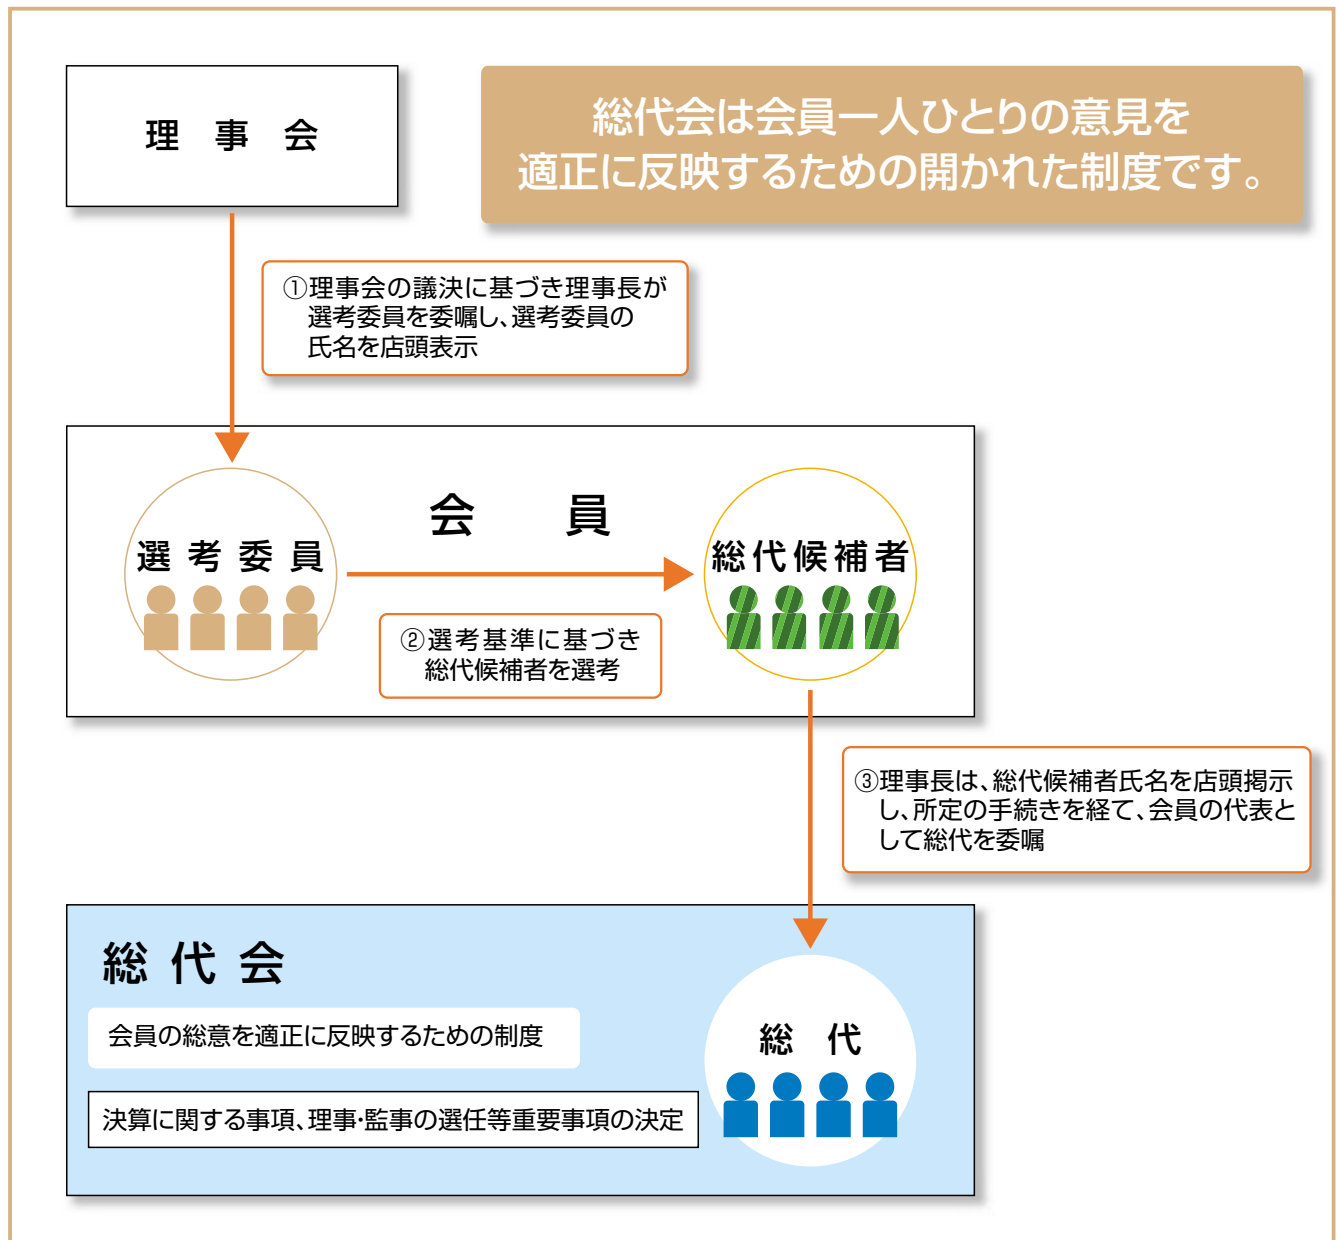 理事会
総代会は会員一人ひとりの意見を
適正に反映するための開かれた制度です。
①理事会の議決に基づき理事長が
選考委員を委嘱し、選考委員の
氏名を店頭表示
会員
選考委員
総代候補者
②選考基準に基づき
総代候補者を選考
③理事長は、総代候補者氏名を店頭掲示
し、所定の手続きを経て、会員の代表と
して総代を委嘱
総代会
会員の総意を適正に反映するための制度
総代
決算に関する事項、理事・監事の選任等重要事項の決定